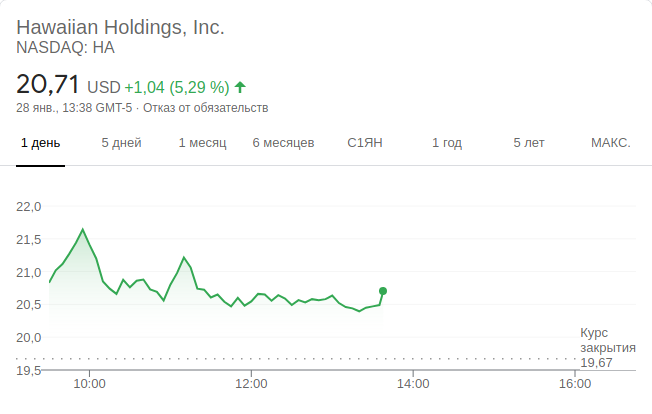 Hawaiian Holdings, Inc.
NASDAQ: HA
20,71 USD +1,04 (5,29 %)
28 янв., 13:38 GMT-5 · Отказ от обязательств
1 день 5 дней 1 месяц 6 месяцев С1ЯН 1 год 5 лет МАКС.
22,0
21,5
21,0
20,5
20,0
Курс
закрытия
19,67
19,5
10:00 12:00 14:00 16:00